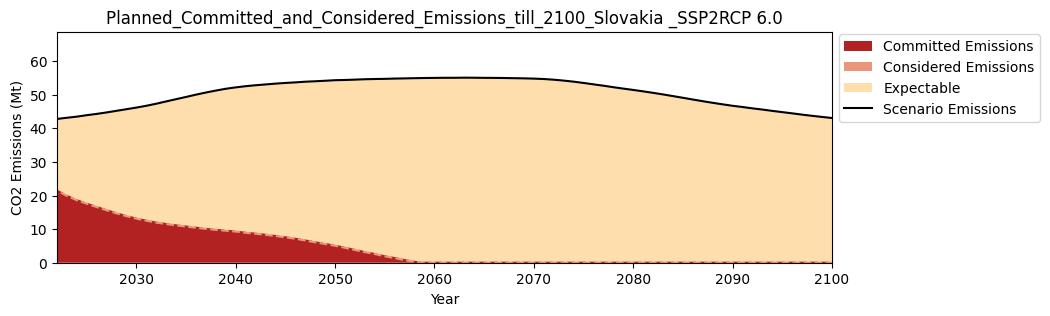 Planned_Committed_and_Considered_Emissions_till_2100_Slovakia _SSP2RCP 6.0
CO2 Emissions (Mt)
60
50
40
30
20
10
0
2030 2040 2050 2060 2070 2080 2090 2100
Year
Committed Emissions
Considered Emissions
Expectable
Scenario Emissions